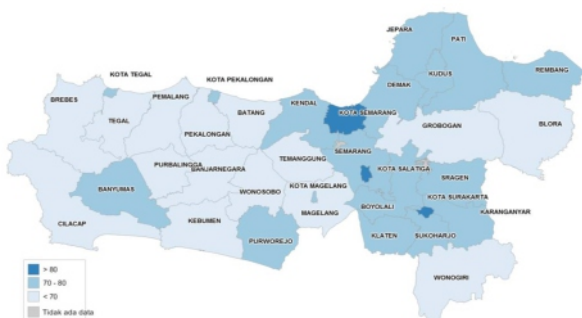 JEPARA
PATI
KOTA TEGAL
KOTA PEKALONGAN
REMBANG
KUDUS
DEMAK
BREBES
PEMALANG
KENDAL
KOTA SEMARANG
BATANG
TEGAL
GROBOGAN
BLORA
PEKALONGAN
SEMARANG
TEMANGGUNG
PURBALINGGA
BANJARNEGARA
KOTA SALATIGA
SRAGEN
BANYUMAS
WONOSOBO
KOTA MAGELANG
KOTA SURAKARTA
BOYOLALI
MAGELANG
KARANGANYAR
CILACAP
KEBUMEN
KLATEN
SUKOHARJO
PURWOREJO
WONOGIRI
> 80
70 - 80
< 70
Tidak ada data